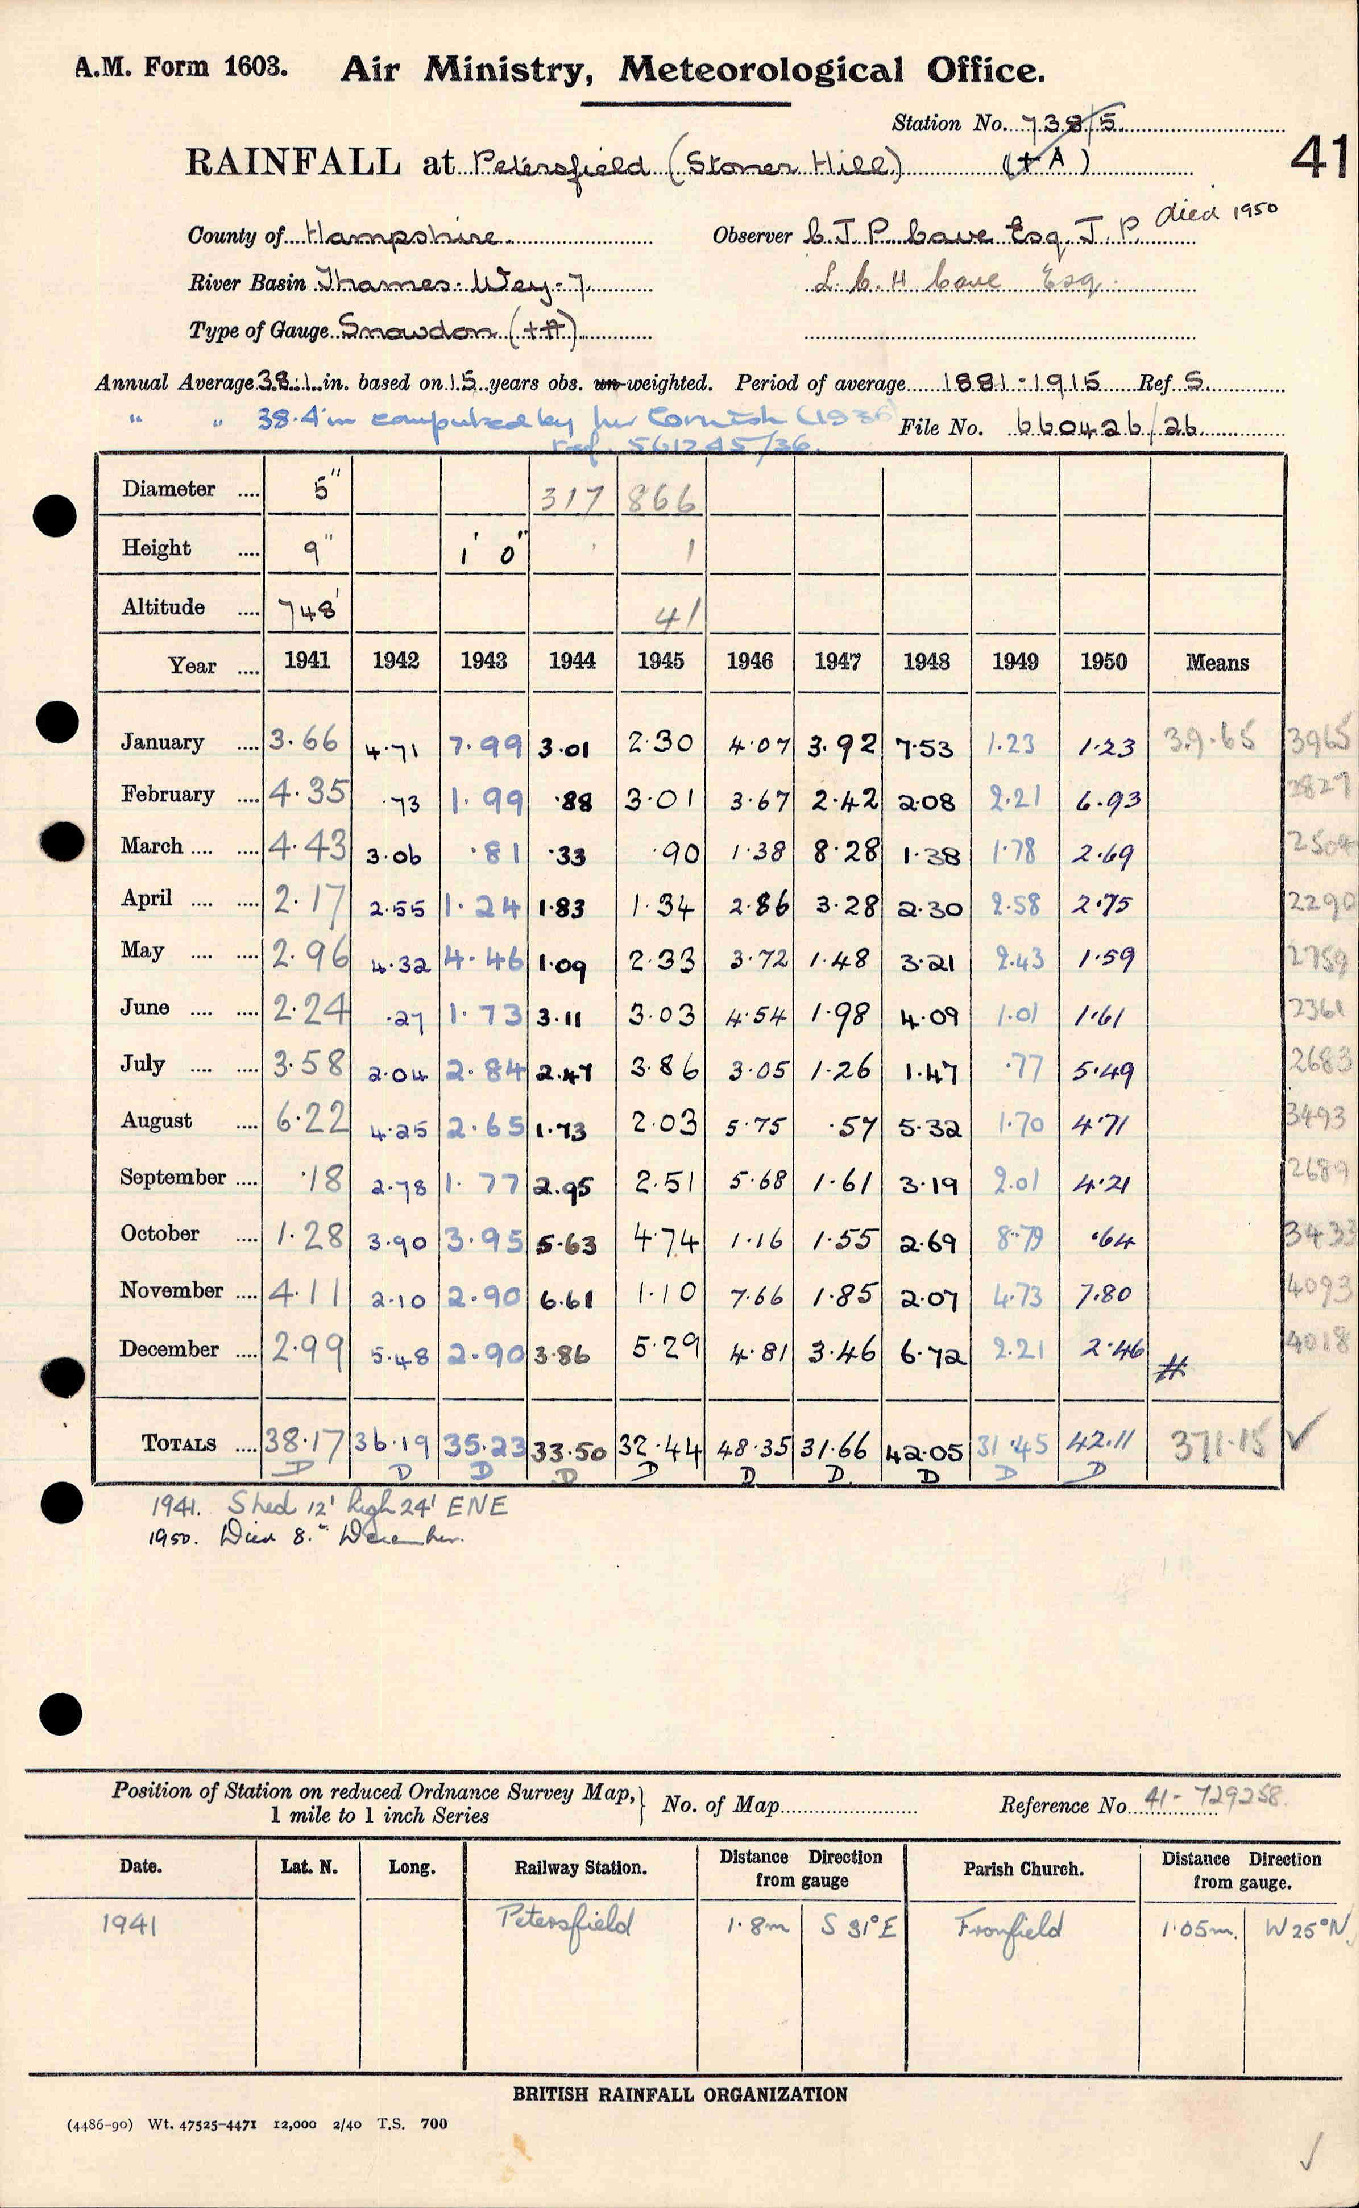 A.M. Form 1603. Air Ministry, Meteorological Office.
Station No. 7385
RAINFALL at Petersfield (Stoner Hill) (+A) 41
died 1950
County of Hampshire Observer C J P Cave Esq. J. P.
River Basin Thames-Wey-7 L. C. H Cave Esq.
Type of Gauge Snowdon (+A)
Annual Average 38.1 in. based on 15 years obs. un-weighted. Period of average 1881-1915 Ref S.
" " 38.4 in computed by Mr Cornish (1936)
File No. 660426/26
ref. 561245/36.
Diameter .... 5" 317 866
Height .... 9" 1' 0" 1
Altitude .... 748' 41
Year .... 1941 1942 1943 1944 1945 1946 1947 1948 1949 1950 Means
January .... 3.66 4.71 7.99 3.01 2.30 4.07 3.92 7.53 1.23 1.23 39.65 3965
February .... 4.35 .73 1.99 .88 3.01 3.67 2.42 2.08 2.21 6.93 2827
March .... .... 4.43 3.06 .81 .33 .90 1.38 8.28 1.38 1.78 2.69 2504
April .... .... 2.17 2.55 1.24 1.83 1.34 2.86 3.28 2.30 2.58 2.75 2290
May .... .... 2.96 4.32 4.46 1.09 2.33 3.72 1.48 3.21 2.43 1.59 2759
June .... .... 2.24 .27 1.73 3.11 3.03 4.54 1.98 4.09 1.01 1.61 2361
July .... .... 3.58 2.04 2.84 2.47 3.86 3.05 1.26 1.47 .77 5.49 2683
August .... 6.22 4.25 2.65 1.73 2.03 5.75 .57 5.32 1.70 4.71 3493
September .... .18 2.78 1.77 2.95 2.51 5.68 1.61 3.19 2.01 4.21 2689
October .... 1.28 3.90 3.95 5.63 4.74 1.16 1.55 2.69 8.79 .64 3433
November .... 4.11 2.10 2.90 6.61 1.10 7.66 1.85 2.07 4.73 7.80 4093
December .... 2.99 5.48 2.90 3.86 5.29 4.81 3.46 6.72 2.21 2.46 # 4018
TOTALS .... 38.17 36.19 35.23 33.50 32.44 48.35 31.66 42.05 31.45 42.11 371.15 ✓
D D D D D D D D D D
1941. Shed 12' high 24' ENE
1950. Died 8th December.
Position of Station on reduced Ordnance Survey Map,
1 mile to 1 inch Series
No. of Map Reference No. 41-729258
Date. Lat. N. Long. Railway Station. Distance Direction from gauge Parish Church. Distance Direction from gauge.
1941 Petersfield 1.8m S 31° E Froxfield 1.05m. W 25° N.
BRITISH RAINFALL ORGANIZATION
(4486-90) Wt. 47525-4471 12,000 2/40 T.S. 700
✓